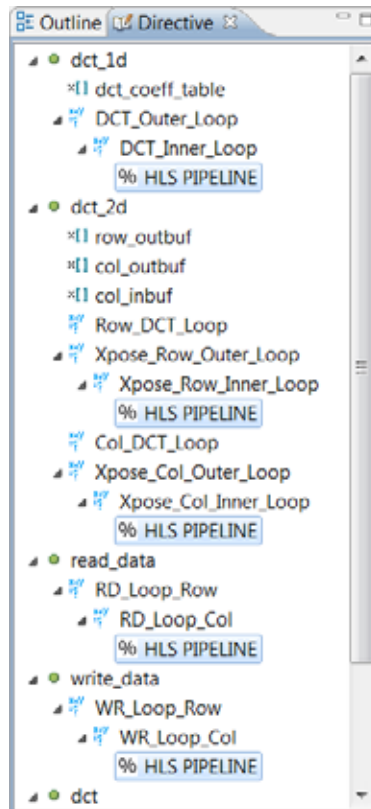 Outline Directive
dct_1d
×[] dct_coeff_table
DCT_Outer_Loop
DCT_Inner_Loop
% HLS PIPELINE
dct_2d
×[] row_outbuf
×[] col_outbuf
×[] col_inbuf
Row_DCT_Loop
Xpose_Row_Outer_Loop
Xpose_Row_Inner_Loop
% HLS PIPELINE
Col_DCT_Loop
Xpose_Col_Outer_Loop
Xpose_Col_Inner_Loop
% HLS PIPELINE
read_data
RD_Loop_Row
RD_Loop_Col
% HLS PIPELINE
write_data
WR_Loop_Row
WR_Loop_Col
% HLS PIPELINE
dct